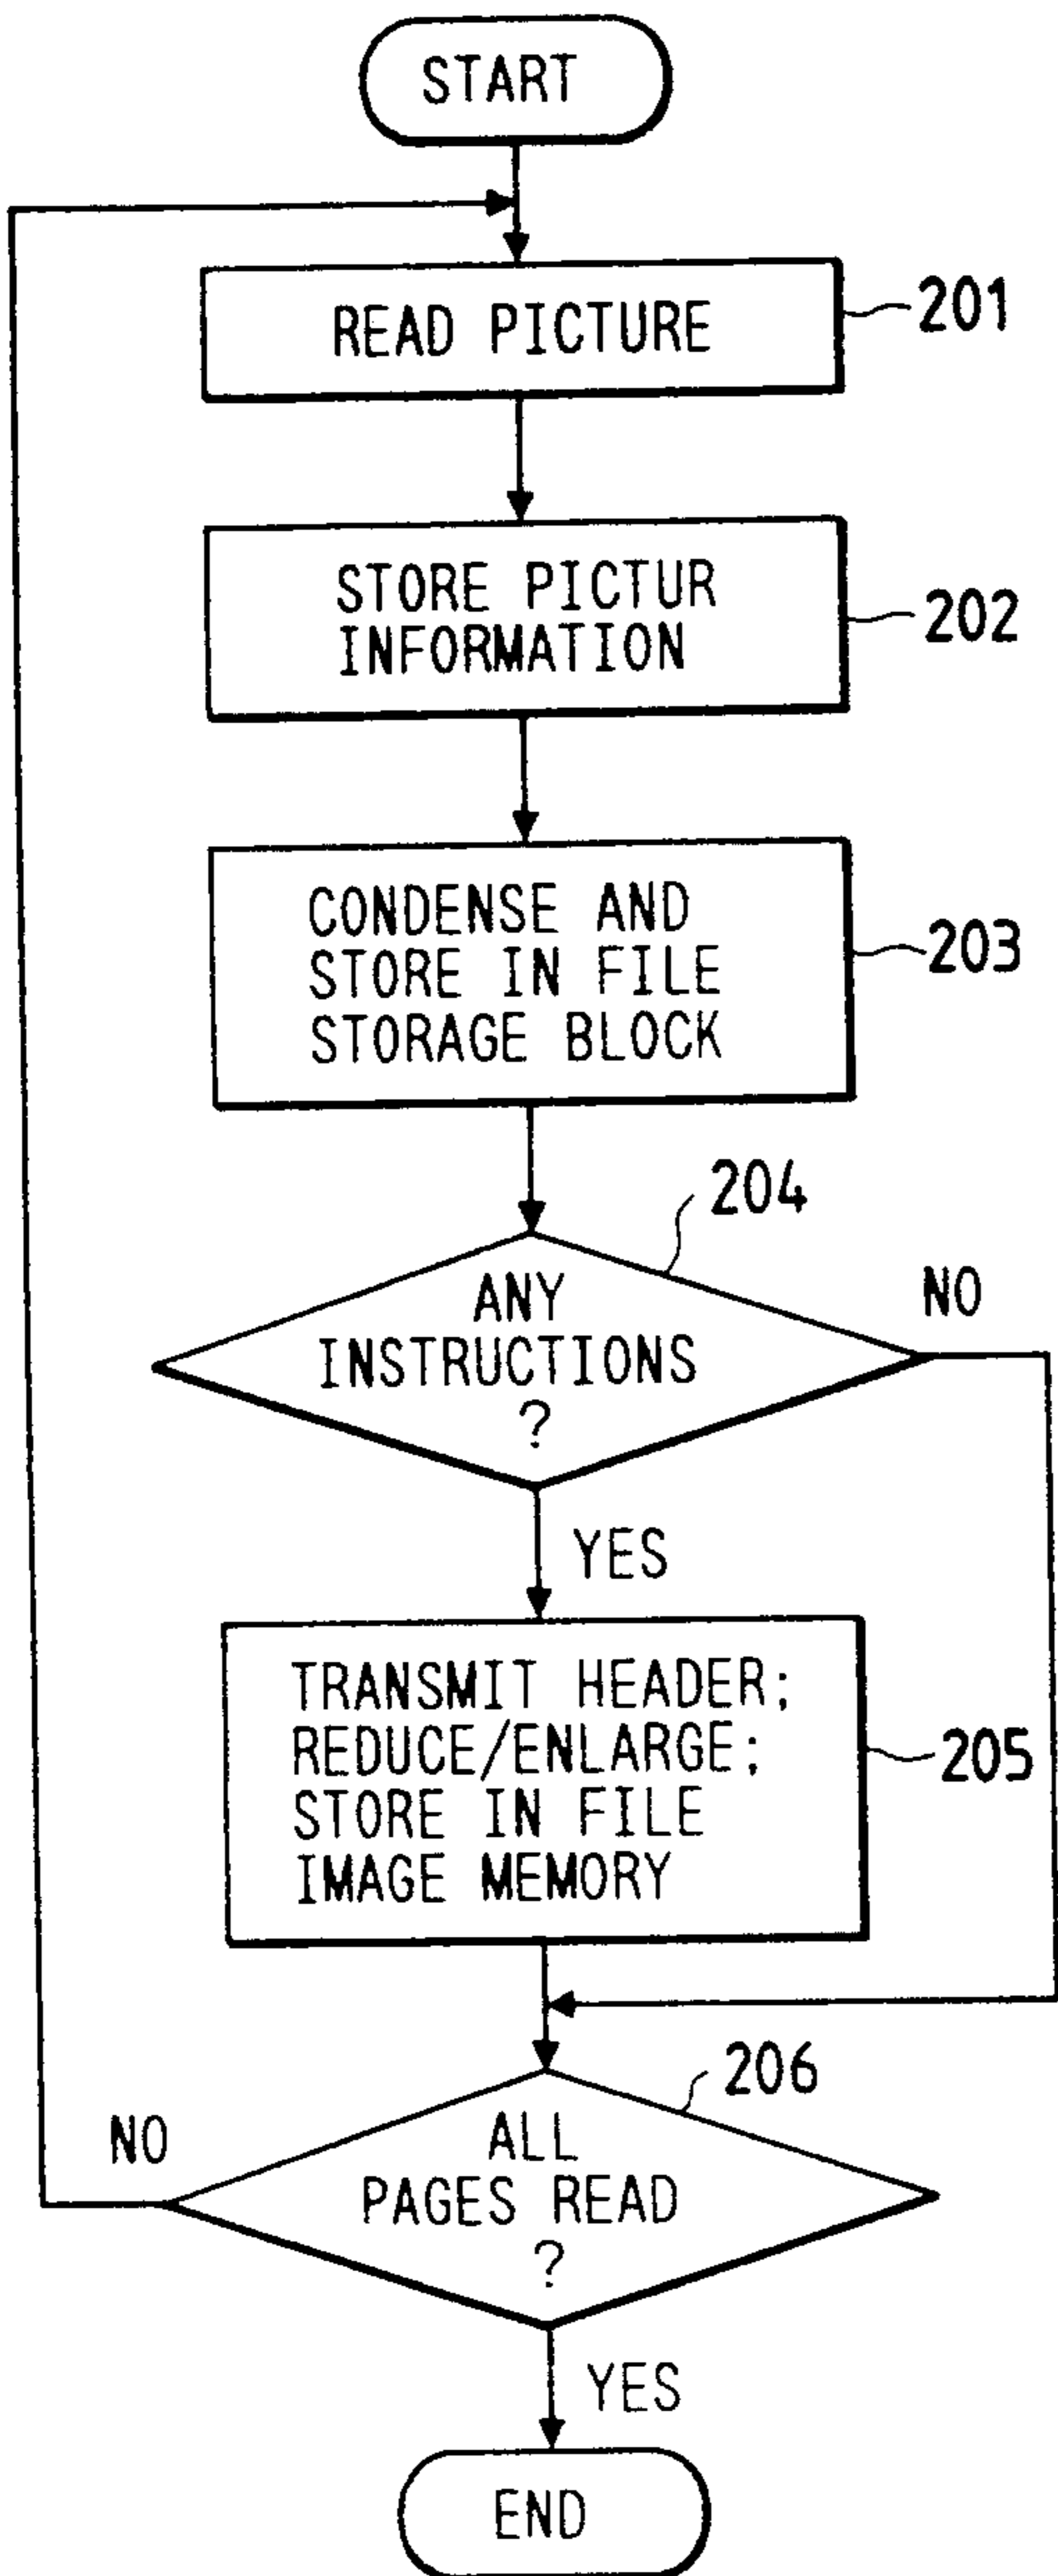 START
READ PICTURE
201
STORE PICTUR
INFORMATION
202
CONDENSE AND
STORE IN FILE
STORAGE BLOCK
203
204
ANY
INSTRUCTIONS
?
NO
YES
TRANSMIT HEADER;
REDUCE/ENLARGE;
STORE IN FILE
IMAGE MEMORY
205
206
NO
ALL
PAGES READ
?
YES
END